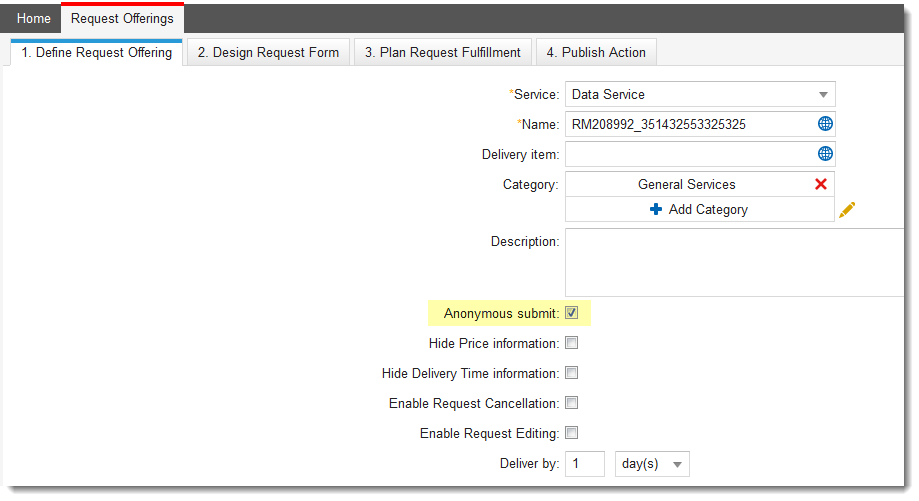 Home Request Offerings
1. Define Request Offering 2. Design Request Form 3. Plan Request Fulfillment 4. Publish Action
*Service: Data Service
*Name: RM208992_351432553325325
Delivery item:
Category: General Services
Add Category
Description:
Anonymous submit:
Hide Price information:
Hide Delivery Time information:
Enable Request Cancellation:
Enable Request Editing:
Deliver by: 1 day(s)